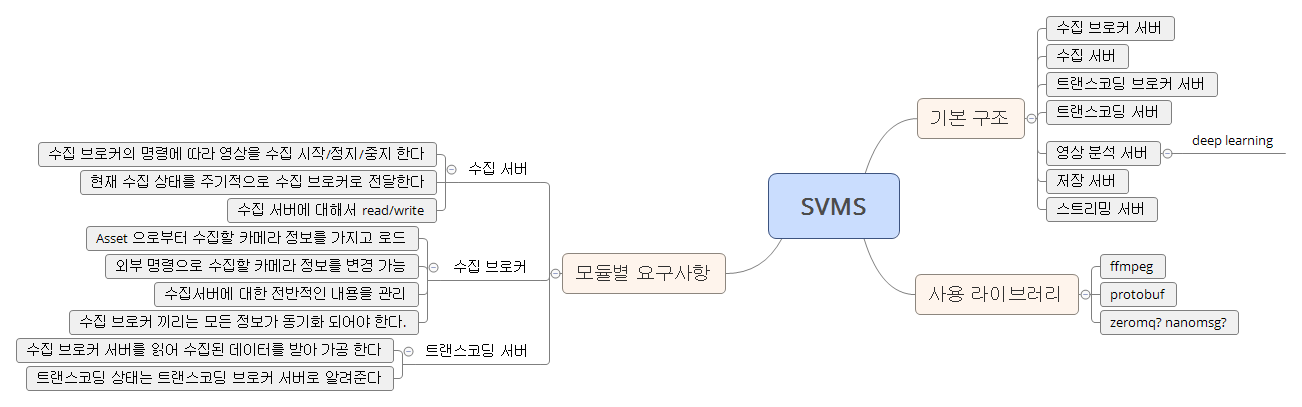 SVMS
기본 구조
수집 브로커 서버
수집 서버
트랜스코딩 브로커 서버
트랜스코딩 서버
영상 분석 서버
deep learning
저장 서버
스트리밍 서버
사용 라이브러리
ffmpeg
protobuf
zeromq? nanomsg?
모듈별 요구사항
수집 서버
수집 브로커의 명령에 따라 영상을 수집 시작/정지/중지 한다
현재 수집 상태를 주기적으로 수집 브로커로 전달한다
수집 서버에 대해서 read/write
수집 브로커
Asset 으로부터 수집할 카메라 정보를 가지고 로드
외부 명령으로 수집할 카메라 정보를 변경 가능
수집서버에 대한 전반적인 내용을 관리
수집 브로커 끼리는 모든 정보가 동기화 되어야 한다.
트랜스코딩 서버
수집 브로커 서버를 읽어 수집된 데이터를 받아 가공 한다
트랜스코딩 상태는 트랜스코딩 브로커 서버로 알려준다